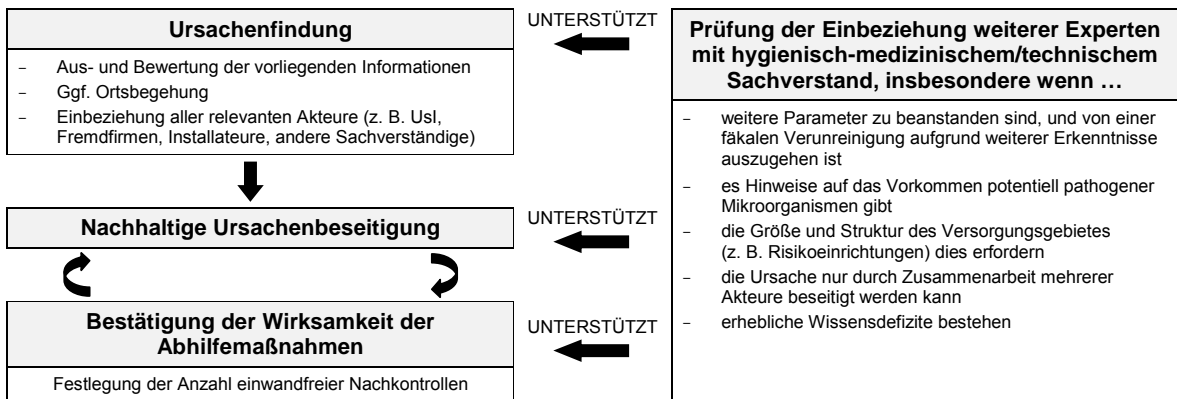 Ursachenfindung
– Aus- und Bewertung der vorliegenden Informationen
– Ggf. Ortsbegehung
– Einbeziehung aller relevanten Akteure (z. B. UsI,
Fremdfirmen, Installateure, andere Sachverständige)
UNTERSTÜTZT
Nachhaltige Ursachenbeseitigung
UNTERSTÜTZT
Bestätigung der Wirksamkeit der
Abhilfemaßnahmen
Festlegung der Anzahl einwandfreier Nachkontrollen
UNTERSTÜTZT
Prüfung der Einbeziehung weiterer Experten
mit hygienisch-medizinischem/technischem
Sachverstand, insbesondere wenn …
– weitere Parameter zu beanstanden sind, und von einer
fäkalen Verunreinigung aufgrund weiterer Erkenntnisse
auszugehen ist
– es Hinweise auf das Vorkommen potentiell pathogener
Mikroorganismen gibt
– die Größe und Struktur des Versorgungsgebietes
(z. B. Risikoeinrichtungen) dies erfordern
– die Ursache nur durch Zusammenarbeit mehrerer
Akteure beseitigt werden kann
– erhebliche Wissensdefizite bestehen